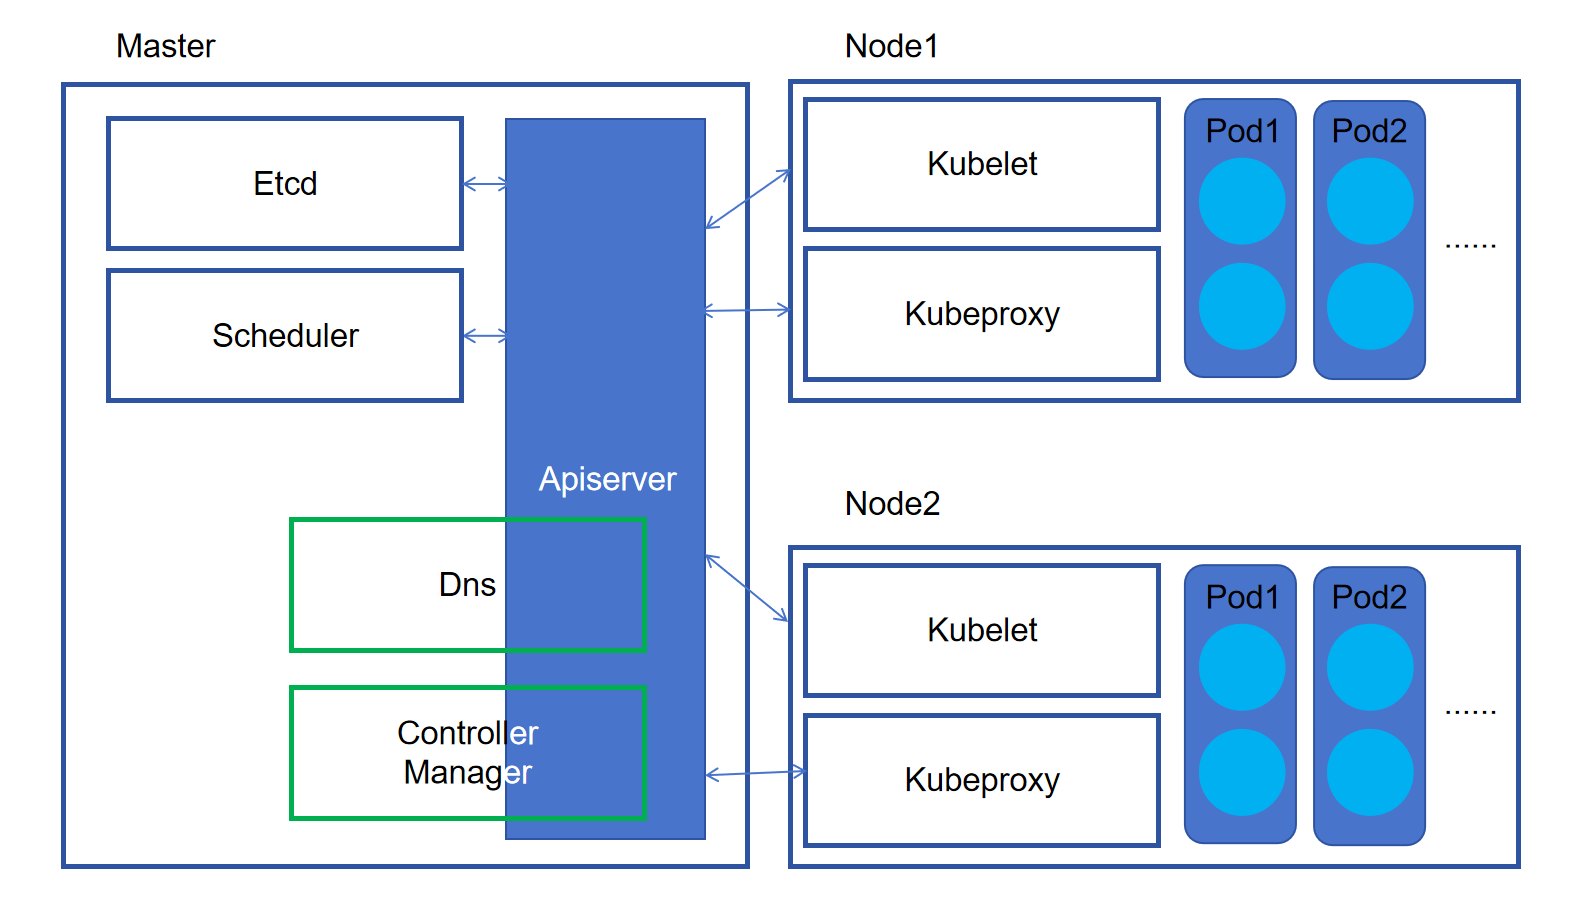 Master
Etcd
Scheduler
Apiserver
Dns
Controller
Manager
Node1
Kubelet
Kubeproxy
Pod1
Pod2
......
Node2
Kubelet
Kubeproxy
Pod1
Pod2
......